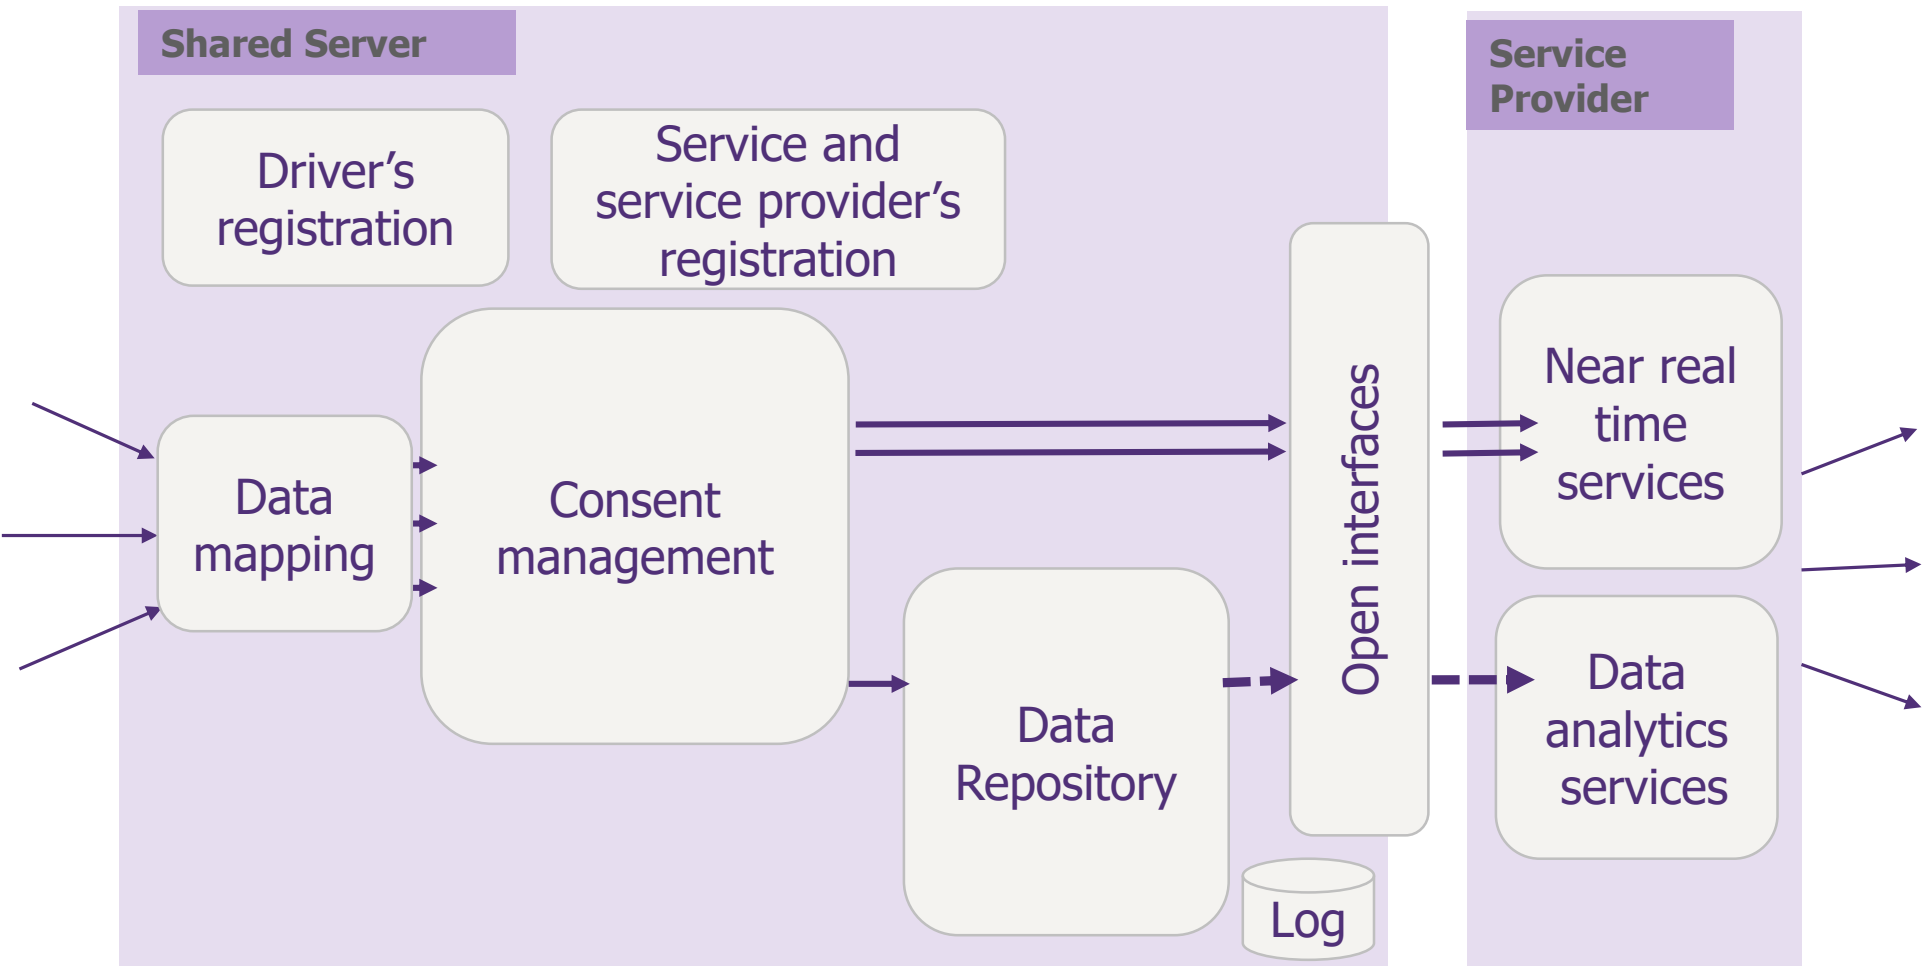 Shared Server
Service
Provider
Driver’s
registration
Service and
service provider’s
registration
Data
mapping
Consent
management
Data
Repository
Open interfaces
Log
Near real
time
services
Data
analytics
services